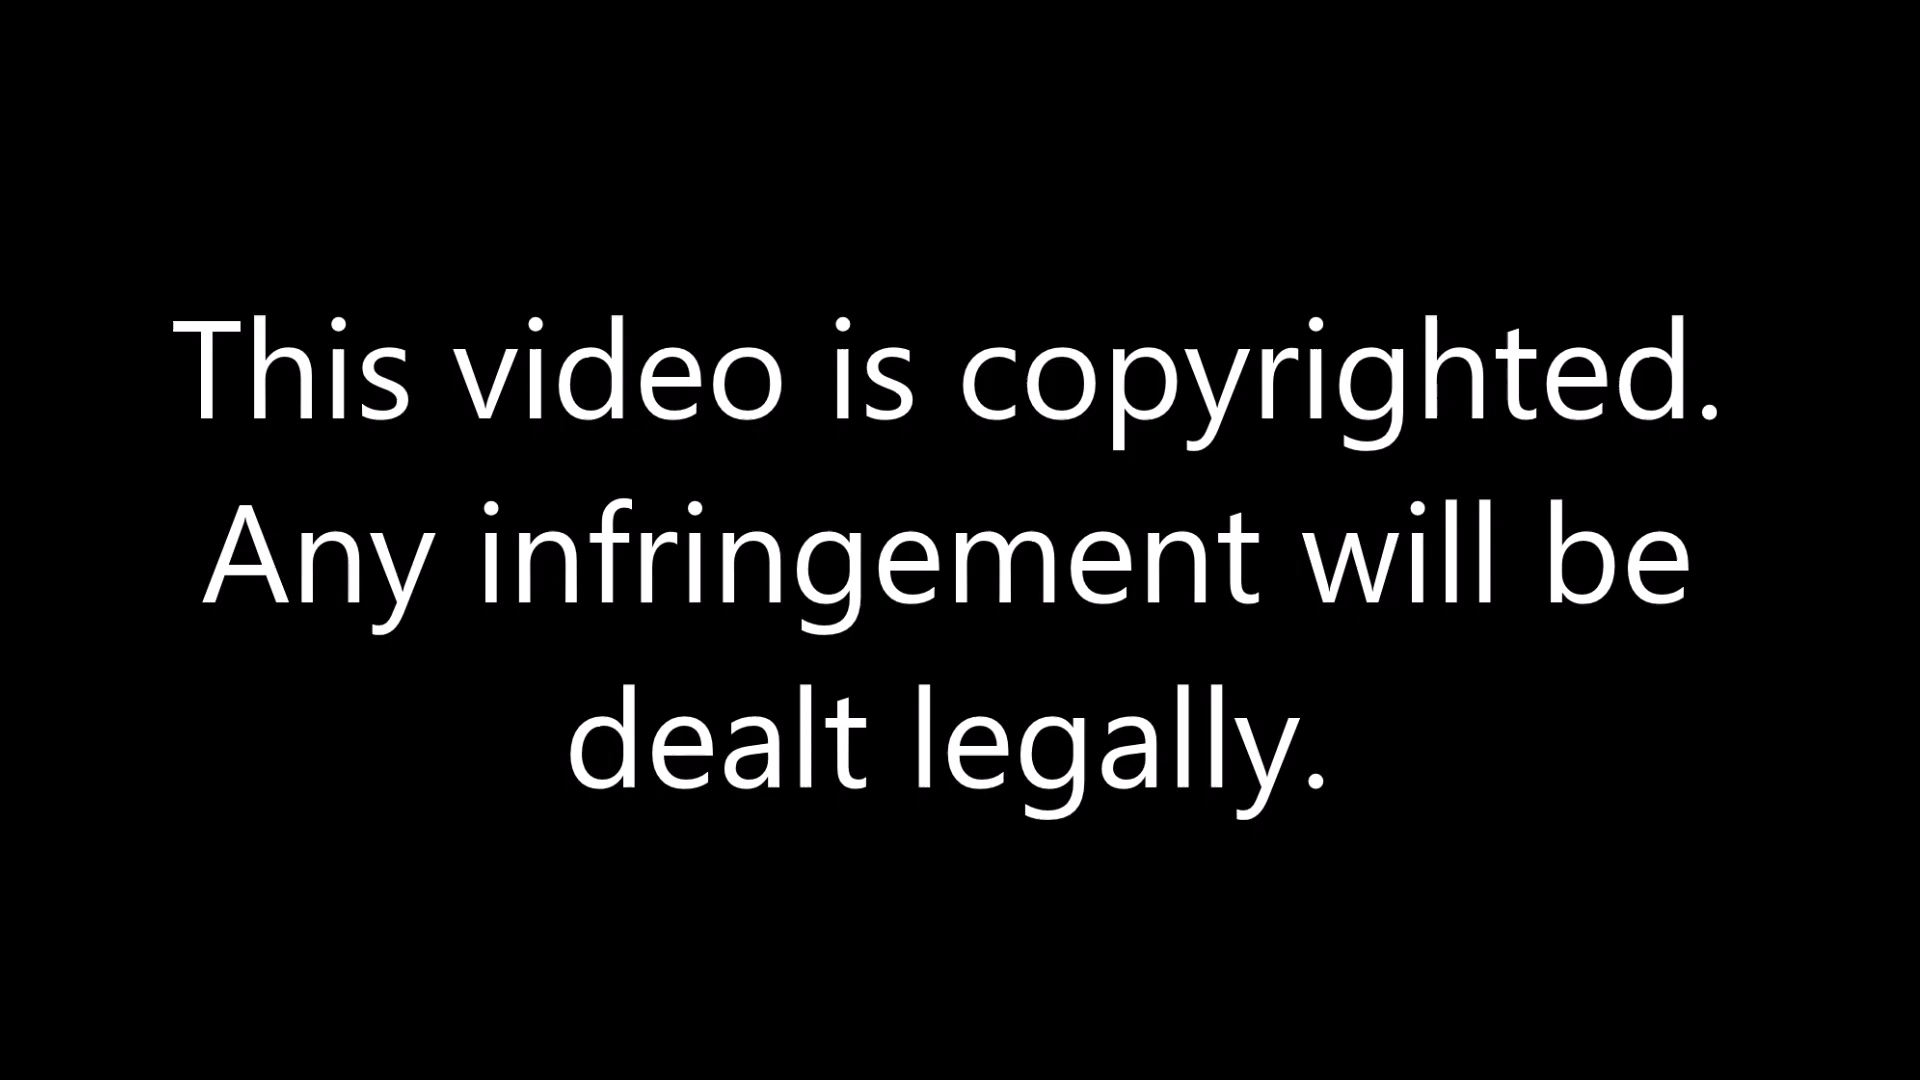 This video is copyrighted.
Any infringement will be
dealt legally.